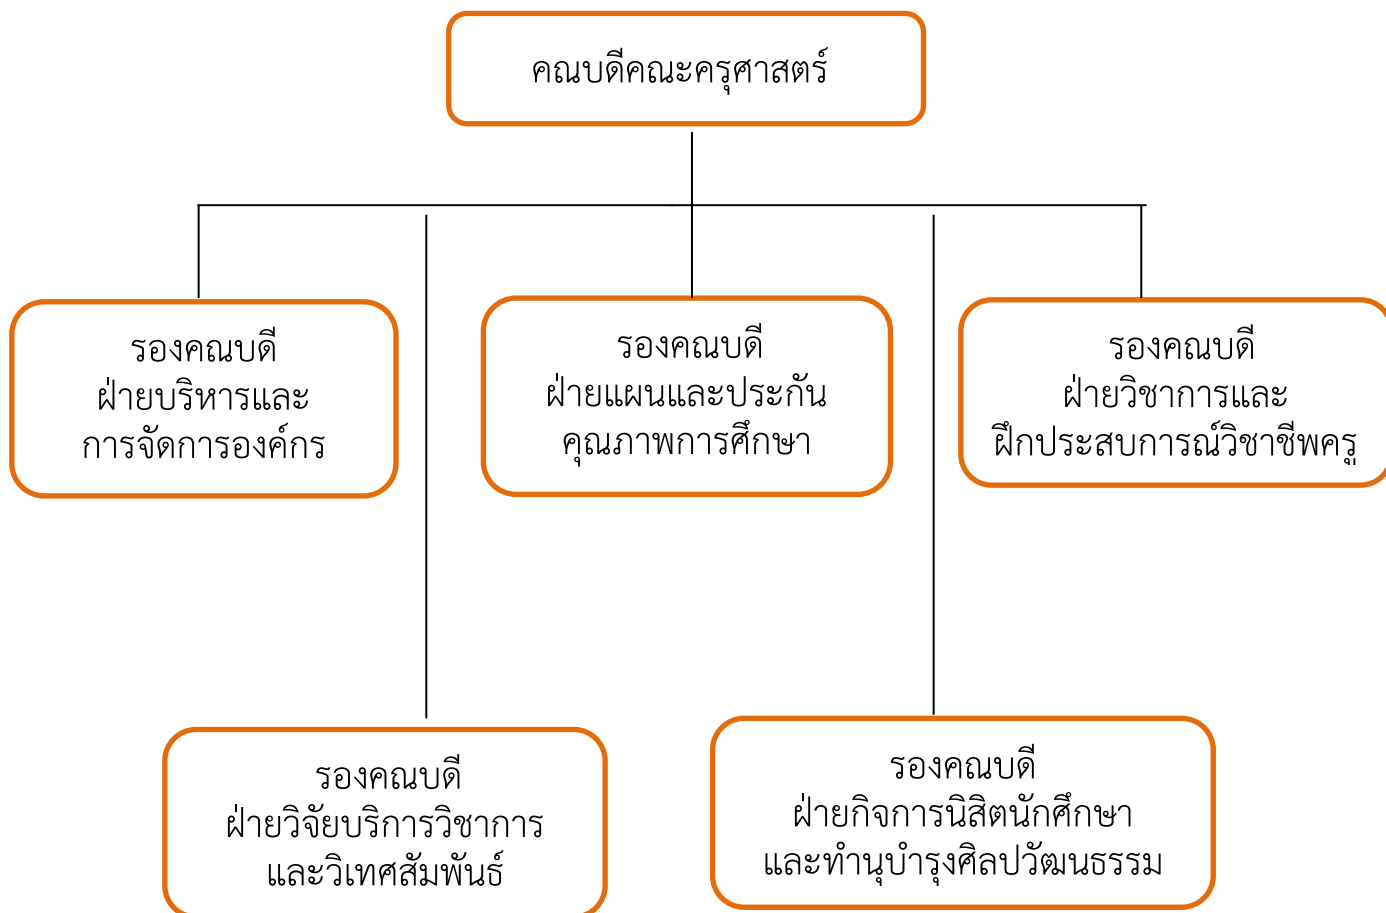 คณบดีคณะครุศาสตร์
รองคณบดี
ฝ่ายบริหารและ
การจัดการองค์กร
รองคณบดี
ฝ่ายแผนและประกัน
คุณภาพการศึกษา
รองคณบดี
ฝ่ายวิชาการและ
ฝึกประสบการณ์วิชาชีพครู
รองคณบดี
ฝ่ายวิจัยบริการวิชาการ
และวิเทศสัมพันธ์
รองคณบดี
ฝ่ายกิจการนิสิตนักศึกษา
และทำนุบำรุงศิลปวัฒนธรรม